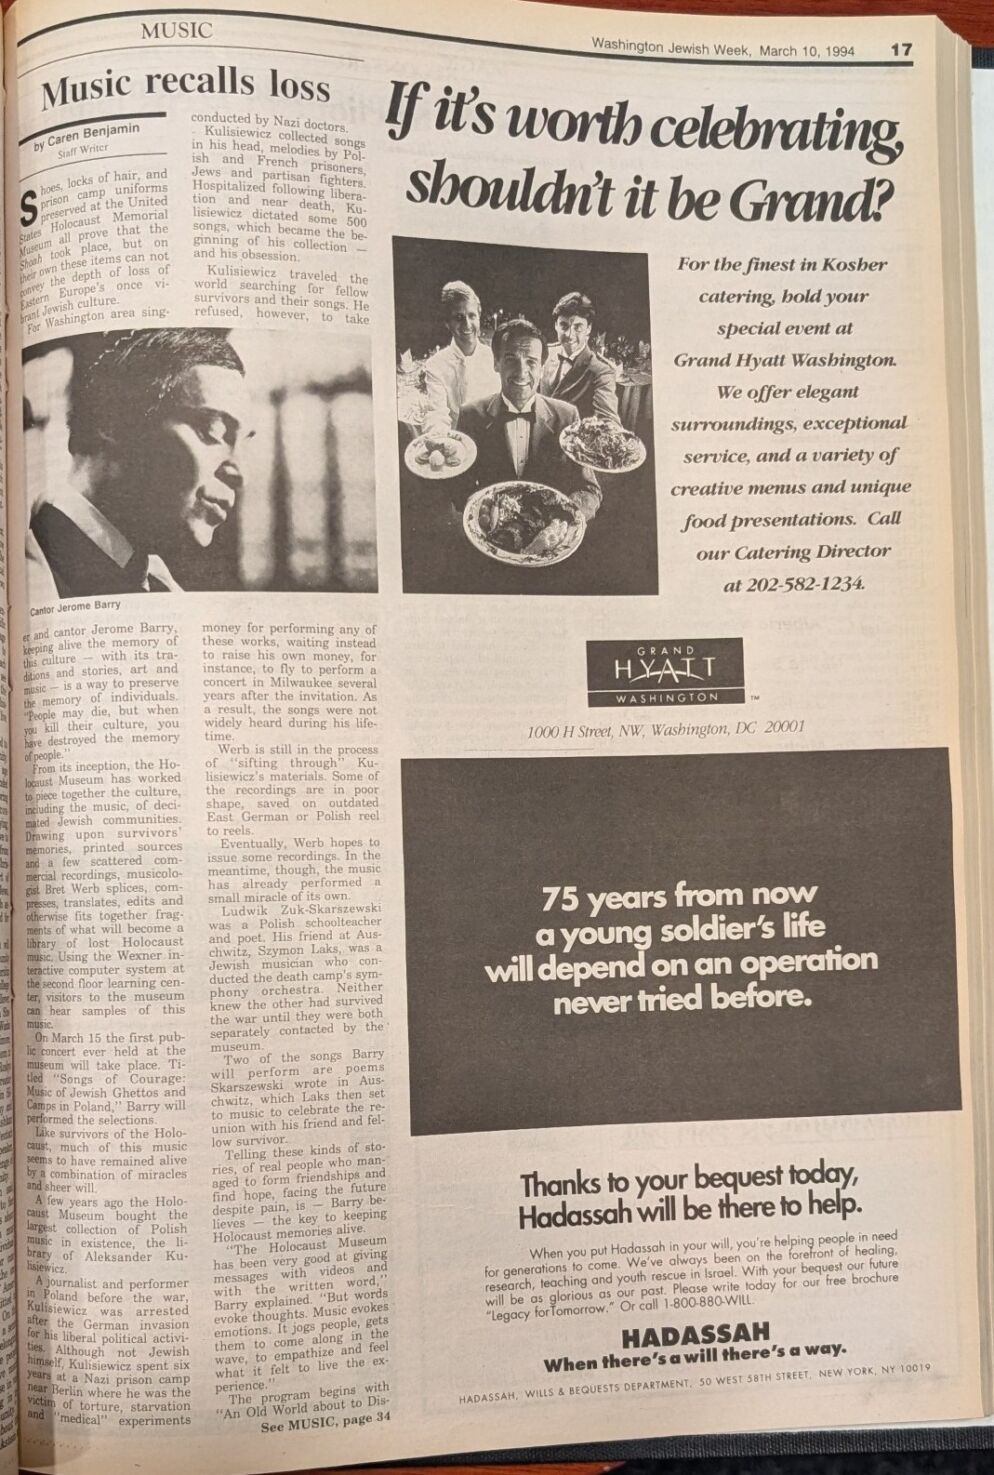 MUSIC
Washington Jewish Week, March 10, 1994 17
Music recalls loss
by Caren Benjamin
Staff Writer
Shoes, locks of hair, and
prison camp uniforms
preserved at the United
States Holocaust Memorial
Museum all prove that the
Shoah took place, but on
their own these items can not
convey the depth of loss of
Eastern Europe's once vi-
brant Jewish culture.
For Washington area sing-
Cantor Jerome Barry
er and cantor Jerome Barry,
keeping alive the memory of
this culture — with its tra-
ditions and stories, art and
music — is a way to preserve
the memory of individuals.
"People may die, but when
you kill their culture, you
have destroyed the memory
of people."
From its inception, the Ho-
locaust Museum has worked
to piece together the culture,
including the music, of deci-
mated Jewish communities.
Drawing upon survivors'
memories, printed sources
and a few scattered com-
mercial recordings, musicolo-
gist Bret Werb splices, com-
presses, translates, edits and
otherwise fits together frag-
ments of what will become a
library of lost Holocaust
music. Using the Wexner in-
teractive computer system at
the second floor learning cen-
ter, visitors to the museum
can hear samples of this
music.
On March 15 the first pub-
lic concert ever held at the
museum will take place. Ti-
tled "Songs of Courage:
Music of Jewish Ghettos and
Camps in Poland," Barry will
performed the selections.
Like survivors of the Holo-
caust, much of this music
seems to have remained alive
by a combination of miracles
and sheer will.
A few years ago the Holo-
caust Museum bought the
largest collection of Polish
music in existence, the li-
brary of Aleksander Ku-
lisiewicz.
A journalist and performer
in Poland before the war,
Kulisiewicz was arrested
after the German invasion
for his liberal political activi-
ties. Although not Jewish
himself, Kulisiewicz spent six
years at a Nazi prison camp
near Berlin where he was the
victim of torture, starvation
and "medical" experiments
conducted by Nazi doctors.
Kulisiewicz collected songs
in his head, melodies by Pol-
ish and French prisoners,
Jews and partisan fighters.
Hospitalized following libera-
tion and near death, Ku-
lisiewicz dictated some 500
songs, which became the be-
ginning of his collection —
and his obsession.
Kulisiewicz traveled the
world searching for fellow
survivors and their songs. He
refused, however, to take
money for performing any of
these works, waiting instead
to raise his own money, for
instance, to fly to perform a
concert in Milwaukee several
years after the invitation. As
a result, the songs were not
widely heard during his life-
time.
Werb is still in the process
of "sifting through" Ku-
lisiewicz's materials. Some of
the recordings are in poor
shape, saved on outdated
East German or Polish reel
to reels.
Eventually, Werb hopes to
issue some recordings. In the
meantime, though, the music
has already performed a
small miracle of its own.
Ludwik Zuk-Skarszewski
was a Polish schoolteacher
and poet. His friend at Aus-
chwitz, Szymon Laks, was a
Jewish musician who con-
ducted the death camp's sym-
phony orchestra. Neither
knew the other had survived
the war until they were both
separately contacted by the
museum.
Two of the songs Barry
will perform are poems
Skarszewski wrote in Aus-
chwitz, which Laks then set
to music to celebrate the re-
union with his friend and fel-
low survivor.
Telling these kinds of sto-
ries, of real people who man-
aged to form friendships and
find hope, facing the future
despite pain, is — Barry be-
lieves — the key to keeping
Holocaust memories alive.
"The Holocaust Museum
has been very good at giving
messages with videos and
with the written word,"
Barry explained "But words
evoke thoughts. Music evokes
emotions. It jogs people, gets
them to come along in the
wave, to empathize and feel
what it felt to live the ex-
perience."
The program begins with
"An Old World about to Dis-
See MUSIC, page 34
If it's worth celebrating,
shouldn't it be Grand?
For the finest in Kosher
catering, hold your
special event at
Grand Hyatt Washington.
We offer elegant
surroundings, exceptional
service, and a variety of
creative menus and unique
food presentations. Call
our Catering Director
at 202-582-1234.
GRAND
HYATT
WASHINGTON ™
1000 H Street, NW, Washington, DC 20001
75 years from now
a young soldier's life
will depend on an operation
never tried before.
Thanks to your bequest today,
Hadassah will be there to help.
When you put Hadassah in your will, you're helping people in need
for generations to come. We've always been on the forefront of healing,
research, teaching and youth rescue in Israel. With your bequest our future
will be as glorious as our past. Please write today for our free brochure
"Legacy for Tomorrow." Or call 1-800-880-WILL.
HADASSAH
When there's a will there's a way.
HADASSAH, WILLS & BEQUESTS DEPARTMENT, 50 WEST 58TH STREET, NEW YORK, NY 10019